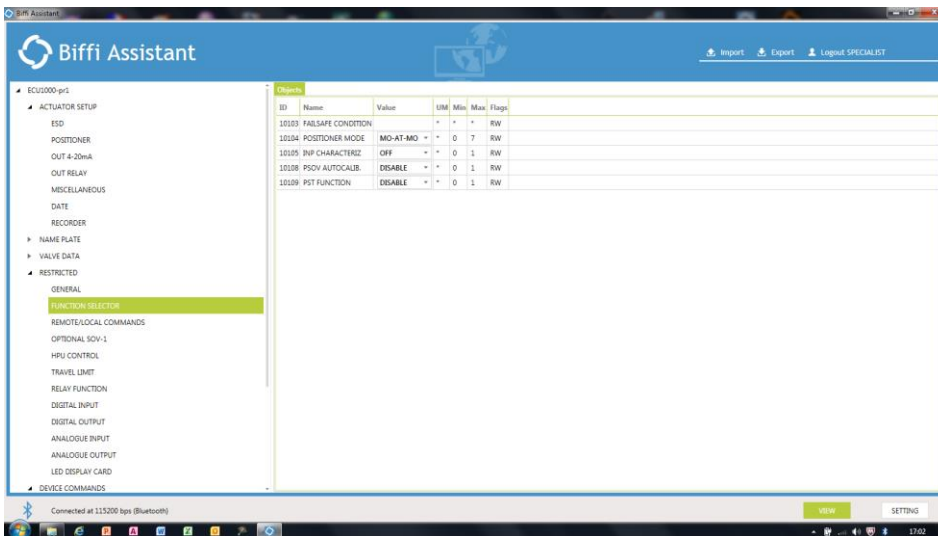 Biffi Assistant
Biffi Assistant
Import Export Logout SPECIALIST
ECU1000-pr1
ACTUATOR SETUP
ESD
POSITIONER
OUT 4-20mA
OUT RELAY
MISCELLANEOUS
DATE
RECORDER
NAME PLATE
VALVE DATA
RESTRICTED
GENERAL
FUNCTION SELECTOR
REMOTE/LOCAL COMMANDS
OPTIONAL SOV-1
HPU CONTROL
TRAVEL LIMIT
RELAY FUNCTION
DIGITAL INPUT
DIGITAL OUTPUT
ANALOGUE INPUT
ANALOGUE OUTPUT
LED DISPLAY CARD
DEVICE COMMANDS
Objects
ID Name Value UM Min Max Flags
10103 FAILSAFE CONDITION * * * RW
10104 POSITIONER MODE MO-AT-MO * 0 7 RW
10105 INP CHARACTERIZ OFF * 0 1 RW
10108 PSOV AUTOCALIB. DISABLE * 0 1 RW
10109 PST FUNCTION DISABLE * 0 1 RW
Connected at 115200 bps (Bluetooth)
VIEW SETTING
17:02